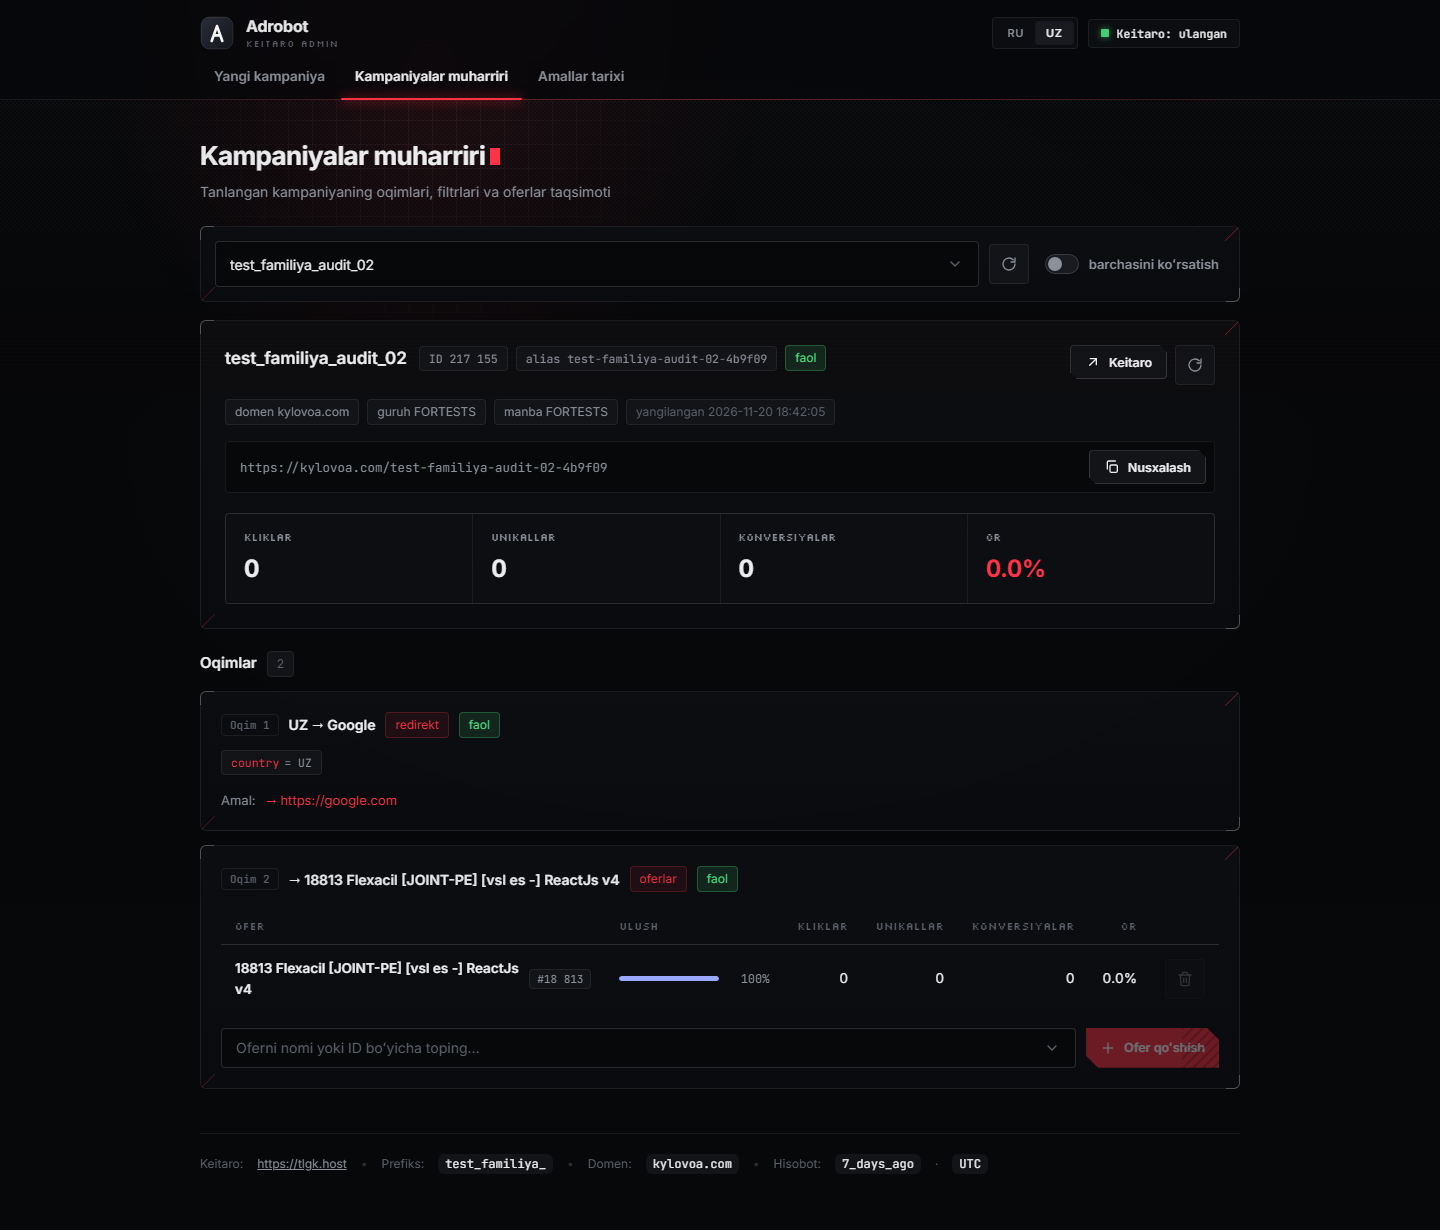 Adrobot
KEITARO ADMIN
RU UZ
Keitaro: ulangan
Yangi kampaniya Kampaniyalar muharriri Amallar tarixi
Kampaniyalar muharriri
Tanlangan kampaniyaning oqimlari, filtrlari va oferlar taqsimoti
test_familiya_audit_02
barchasini koʻrsatish
test_familiya_audit_02 ID 217 155 alias test-familiya-audit-02-4b9f09 faol
Keitaro
domen kylovoa.com guruh FORTESTS manba FORTESTS yangilangan 2026-11-20 18:42:05
https://kylovoa.com/test-familiya-audit-02-4b9f09
Nusxalash
KLIKLAR UNIKALLAR KONVERSIYALAR CR
0 0 0 0.0%
Oqimlar 2
Oqim 1 UZ → Google redirekt faol
country = UZ
Amal: → https://google.com
Oqim 2 → 18813 Flexacil [JOINT-PE] [vsl es -] ReactJs v4 oferlar faol
OFER ULUSH KLIKLAR UNIKALLAR KONVERSIYALAR CR
18813 Flexacil [JOINT-PE] [vsl es -] ReactJs
v4
#18 813 100% 0 0 0 0.0%
Oferni nomi yoki ID boʻyicha toping...
+ Ofer qoʻshish
Keitaro: https://tlgk.host • Prefiks: test_familiya_ • Domen: kylovoa.com • Hisobot: 7_days_ago · UTC